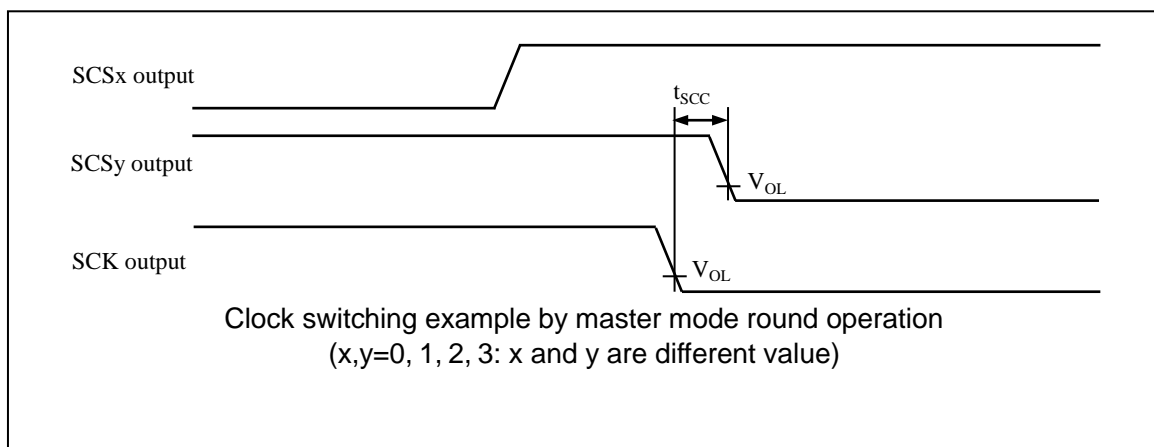 SCSx output
tSCC
SCSy output
VOL
SCK output
VOL
Clock switching example by master mode round operation
(x,y=0, 1, 2, 3: x and y are different value)